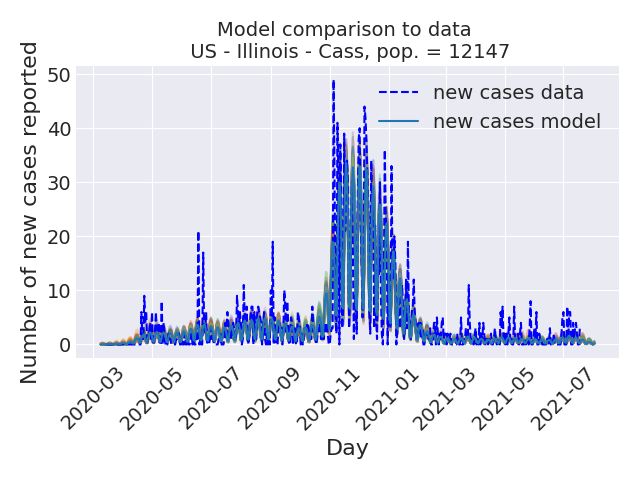 Model comparison to data
US - Illinois - Cass, pop. = 12147
new cases data
new cases model
Number of new cases reported
50
40
30
20
10
0
2020-03
2020-05
2020-07
2020-09
2020-11
2021-01
2021-03
2021-05
2021-07
Day